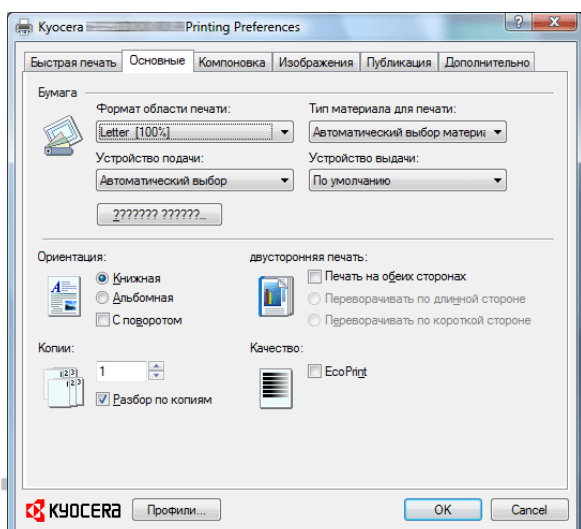 Kyocera Printing Preferences
Быстрая печать Основные Компоновка Изображения Публикация Дополнительно
Бумага
Формат области печати: Тип материала для печати:
Letter [100%] Автоматический выбор материа
Устройство подачи: Устройство выдачи:
Автоматический выбор По умолчанию
??????? ??????...
Ориентация: двусторонняя печать:
Книжная Печать на обеих сторонах
Альбомная Переворачивать по длинной стороне
С поворотом Переворачивать по короткой стороне
Копии: Качество:
1 EcoPrint
Разбор по копиям
KYOCERA Профили... OK Cancel